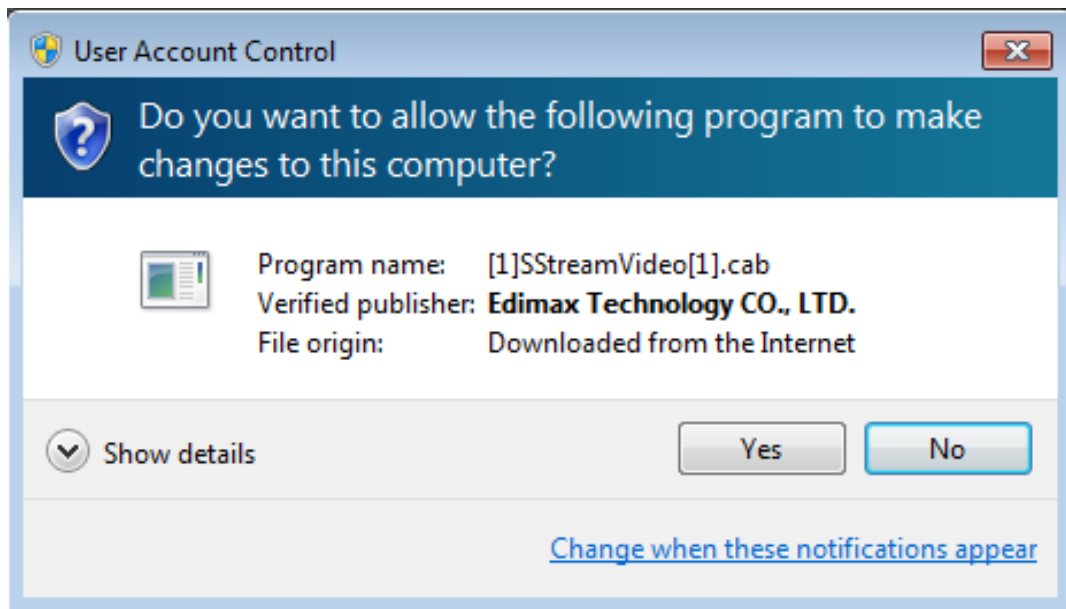 User Account Control
Do you want to allow the following program to make
changes to this computer?
Program name: [1]SStreamVideo[1].cab
Verified publisher: Edimax Technology CO., LTD.
File origin: Downloaded from the Internet
Show details
Yes
No
Change when these notifications appear